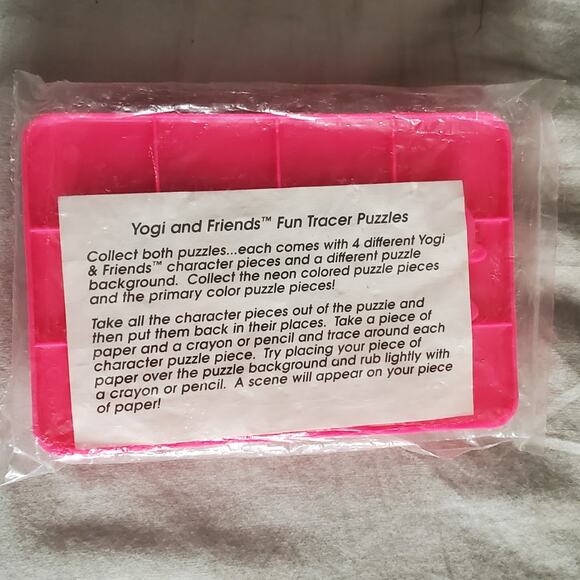 Yogi and Friends™ Fun Tracer Puzzles
Collect both puzzles...each comes with 4 different Yogi
& Friends™ character pieces and a different puzzle
background. Collect the neon colored puzzle pieces
and the primary color puzzle pieces!
Take all the character pieces out of the puzzle and
then put them back in their places. Take a piece of
paper and a crayon or pencil and trace around each
character puzzle piece. Try placing your piece of
paper over the puzzle background and rub lightly with
a crayon or pencil. A scene will appear on your piece
of paper!